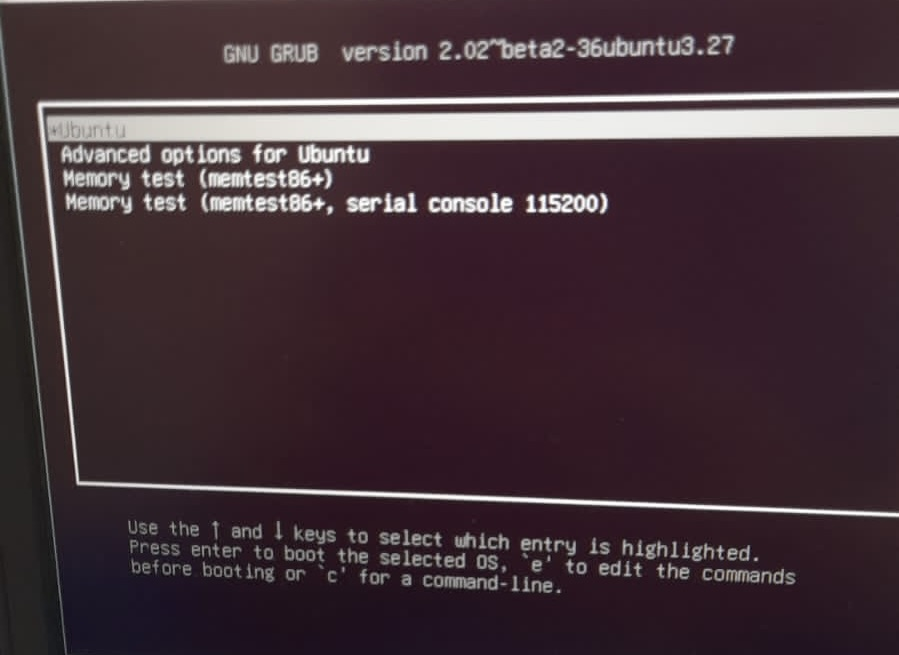 GNU GRUB version 2.02~beta2-36ubuntu3.27
*Ubuntu
Advanced options for Ubuntu
Memory test (memtest86+)
Memory test (memtest86+, serial console 115200)
Use the ↑ and ↓ keys to select which entry is highlighted.
Press enter to boot the selected OS, `e' to edit the commands
before booting or `c' for a command-line.